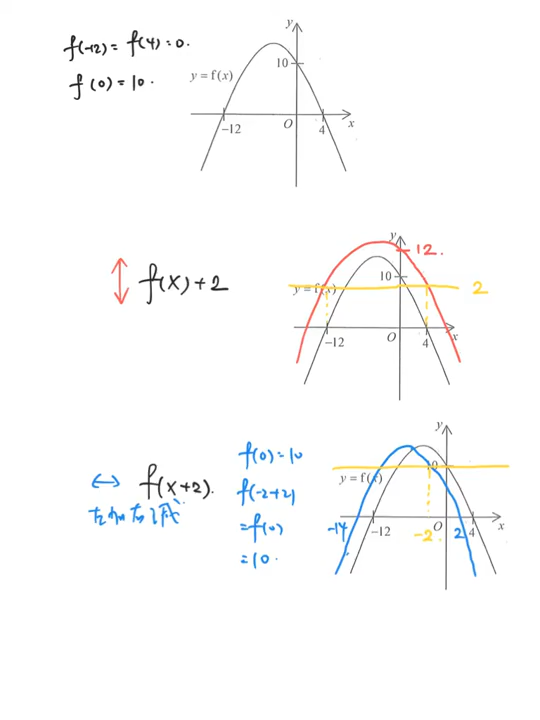 f(-12) = f(4) = 0.
f(0) = 10.
y
10
y = f(x)
-12
O
4
x
y
12.
10
f(x) + 2
y = f(x)
2
-12
O
4
x
f(0) = 10
y
f(x+2).
f(-2+2)
y = f(x)
左加右减
= f(0)
-14
-12
-2
O
2
4
x
= 10.